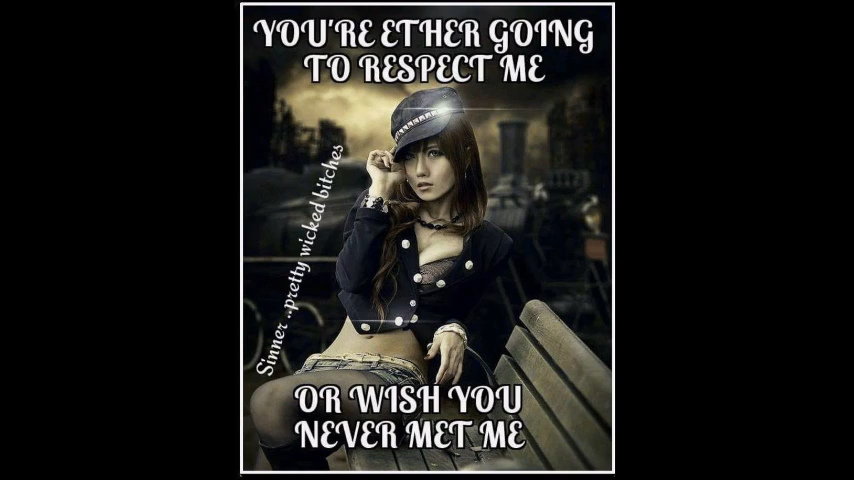 YOU'RE ETHER GOING
TO RESPECT ME
Sinner ..pretty wicked bitches
OR WISH YOU
NEVER MET ME